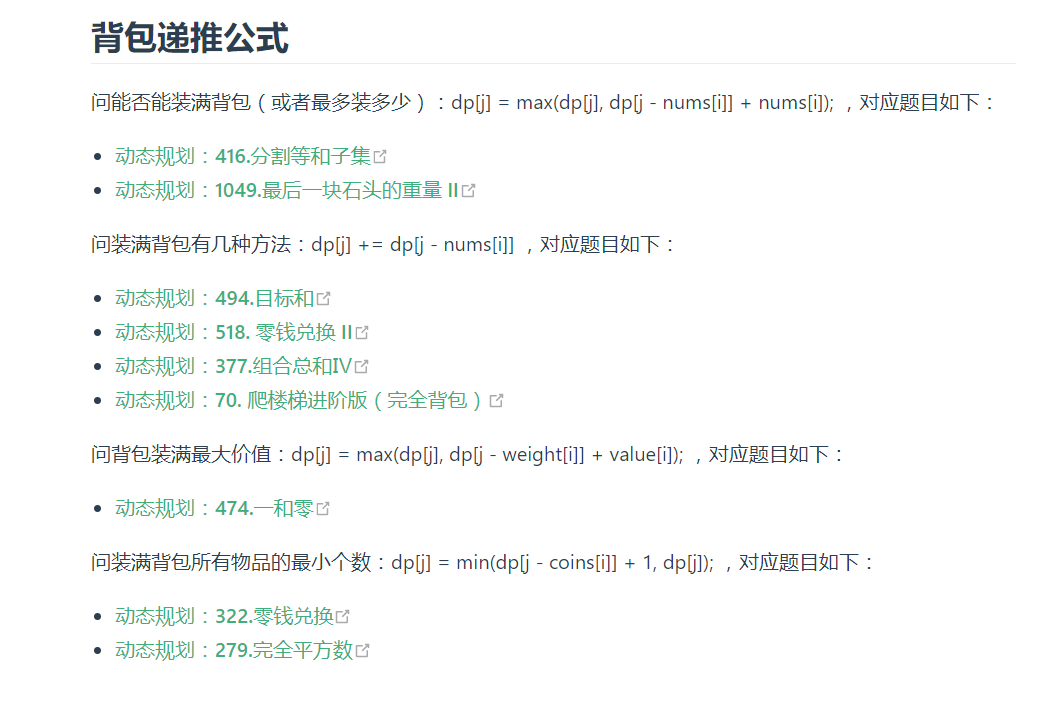 背包递推公式
问能否能装满背包（或者最多装多少）：dp[j] = max(dp[j], dp[j - nums[i]] + nums[i]); ，对应题目如下：
动态规划：416.分割等和子集
动态规划：1049.最后一块石头的重量 II
问装满背包有几种方法：dp[j] += dp[j - nums[i]] ，对应题目如下：
动态规划：494.目标和
动态规划：518. 零钱兑换 II
动态规划：377.组合总和Ⅳ
动态规划：70. 爬楼梯进阶版（完全背包）
问背包装满最大价值：dp[j] = max(dp[j], dp[j - weight[i]] + value[i]); ，对应题目如下：
动态规划：474.一和零
问装满背包所有物品的最小个数：dp[j] = min(dp[j - coins[i]] + 1, dp[j]); ，对应题目如下：
动态规划：322.零钱兑换
动态规划：279.完全平方数